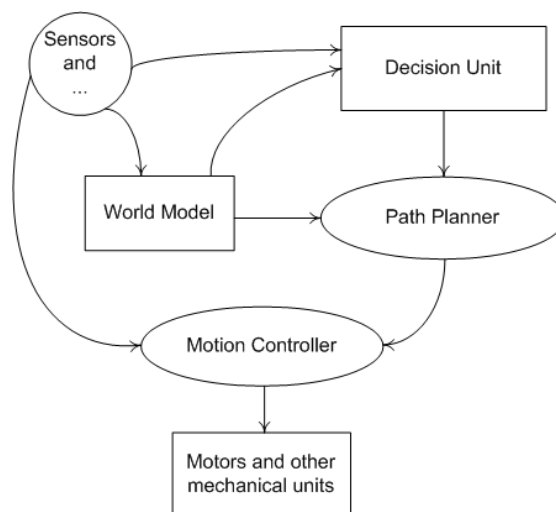 Sensors
and
...
Decision Unit
World Model
Path Planner
Motion Controller
Motors and other
mechanical units